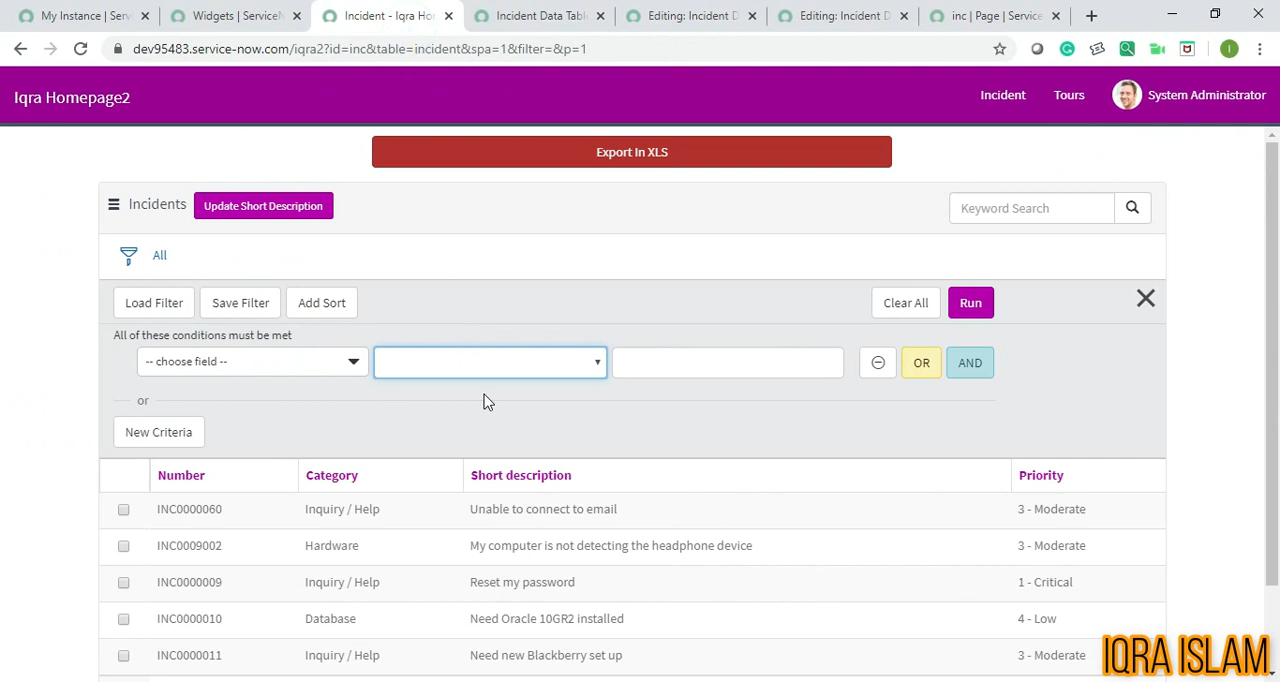 My Instance | Serv
Widgets | ServiceN
Incident - Iqra Ho
Incident Data Tabl
Editing: Incident D
Editing: Incident D
inc | Page | Service
dev95483.service-now.com/iqra2?id=inc&table=incident&spa=1&filter=&p=1
Iqra Homepage2
Incident
Tours
System Administrator
Export In XLS
Incidents
Update Short Description
Keyword Search
All
Load Filter
Save Filter
Add Sort
Clear All
Run
All of these conditions must be met
-- choose field --
OR
AND
or
New Criteria
Number Category Short description Priority
INC0000060 Inquiry / Help Unable to connect to email 3 - Moderate
INC0009002 Hardware My computer is not detecting the headphone device 3 - Moderate
INC0000009 Inquiry / Help Reset my password 1 - Critical
INC0000010 Database Need Oracle 10GR2 installed 4 - Low
INC0000011 Inquiry / Help Need new Blackberry set up 3 - Moderate
IQRA ISLAM